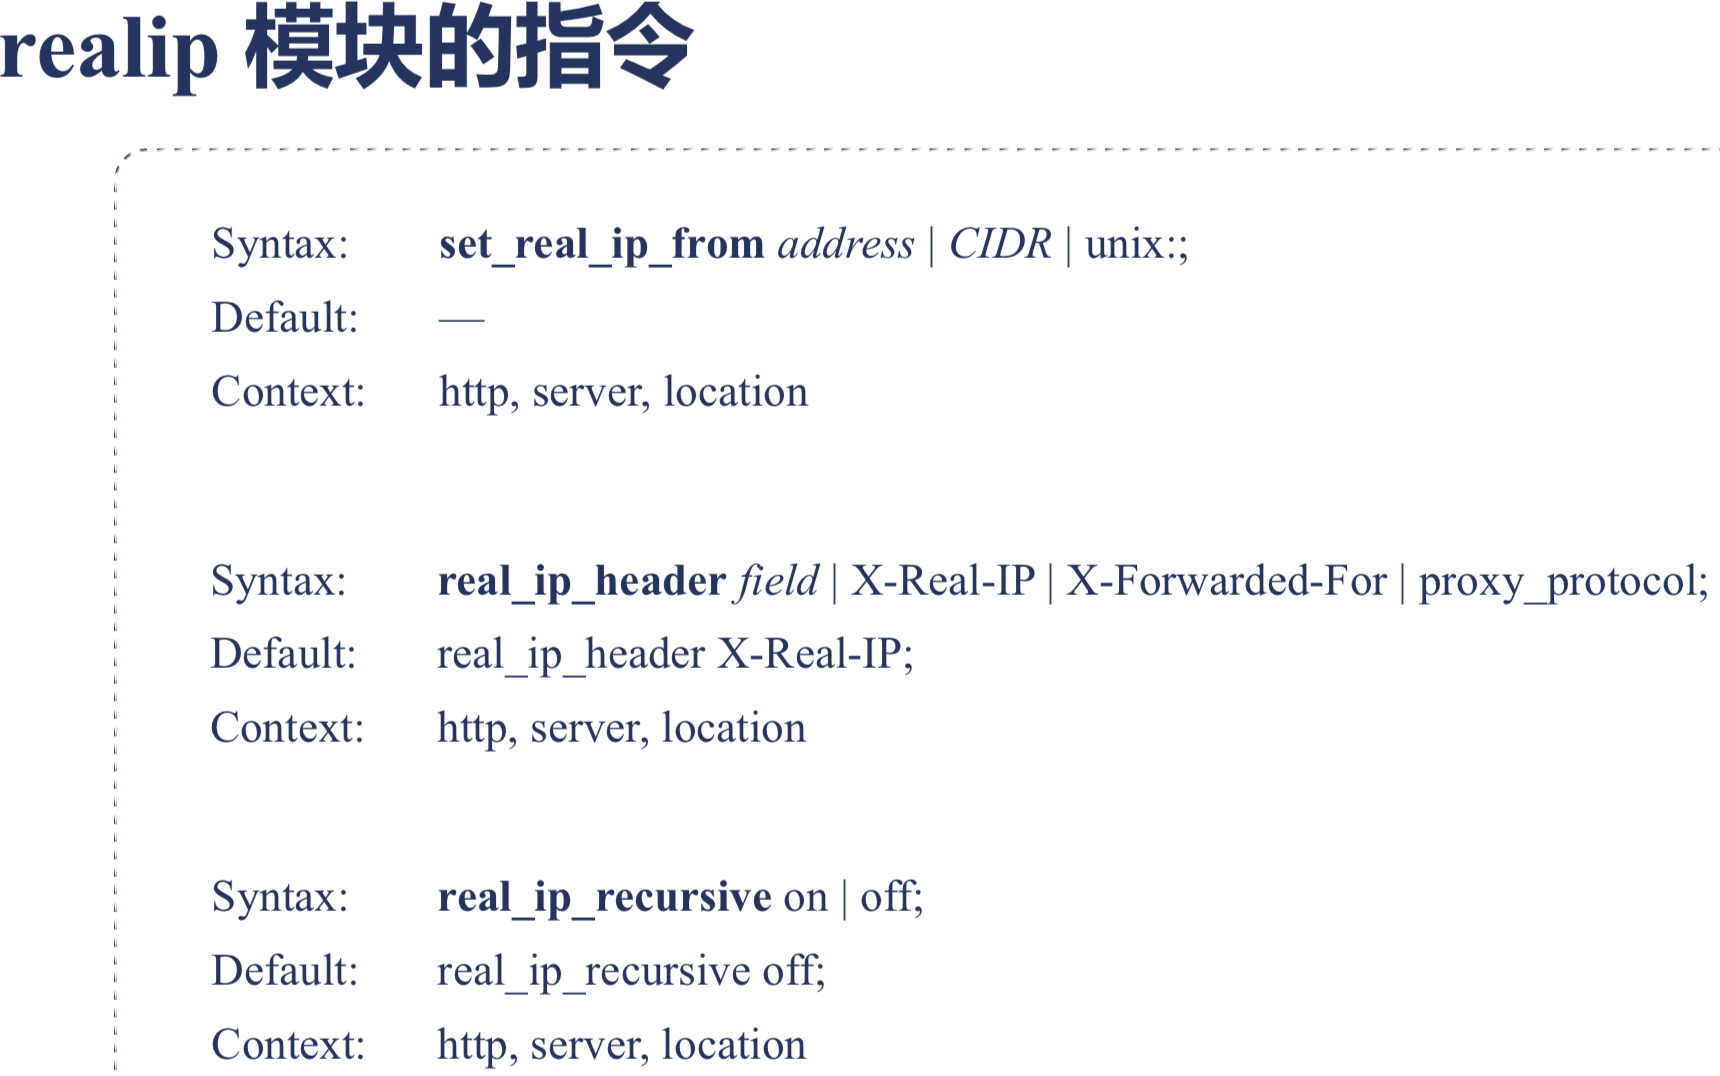 realip 模块的指令
Syntax: set_real_ip_from address | CIDR | unix:;
Default: —
Context: http, server, location
Syntax: real_ip_header field | X-Real-IP | X-Forwarded-For | proxy_protocol;
Default: real_ip_header X-Real-IP;
Context: http, server, location
Syntax: real_ip_recursive on | off;
Default: real_ip_recursive off;
Context: http, server, location